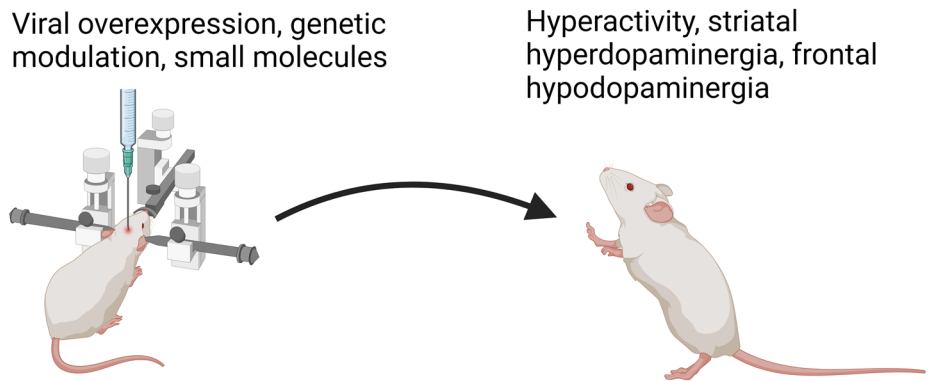 Viral overexpression, genetic
modulation, small molecules
Hyperactivity, striatal
hyperdopaminergia, frontal
hypodopaminergia